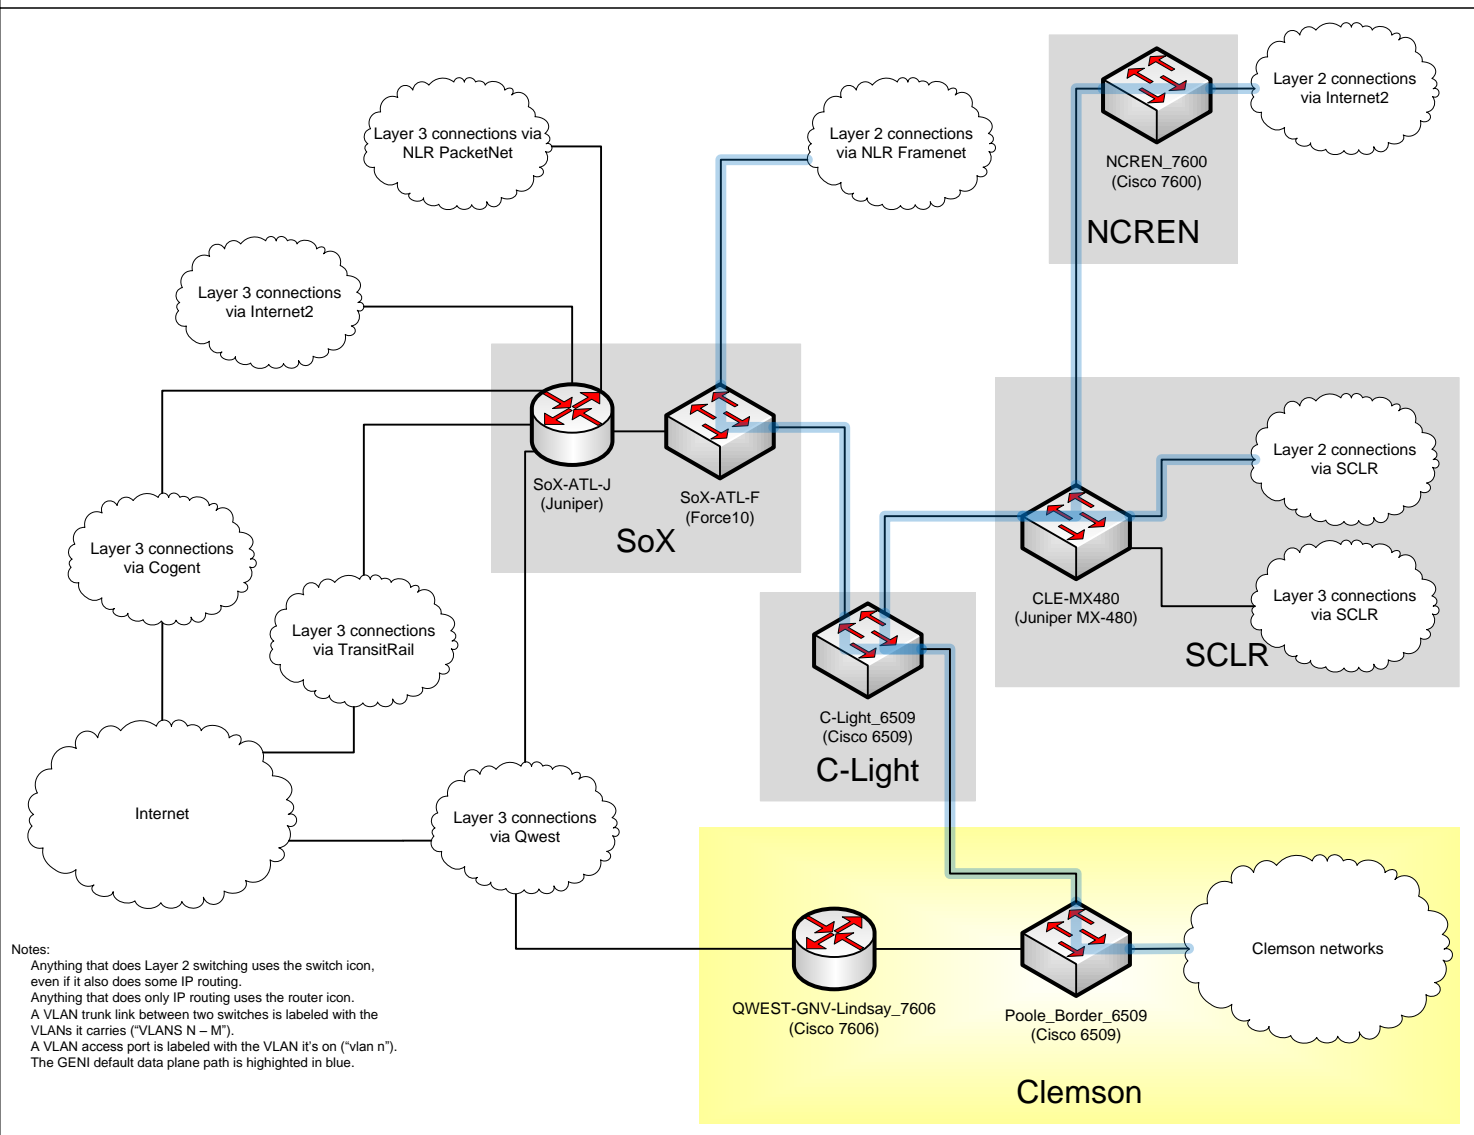 Layer 2 connections
via Internet2
NCREN_7600
(Cisco 7600)
NCREN
Layer 3 connections via
NLR PacketNet
Layer 2 connections
via NLR Framenet
Layer 3 connections
via Internet2
SoX-ATL-J
(Juniper)
SoX-ATL-F
(Force10)
SoX
Layer 2 connections
via SCLR
Layer 3 connections
via SCLR
CLE-MX480
(Juniper MX-480)
SCLR
Layer 3 connections
via Cogent
Layer 3 connections
via TransitRail
C-Light_6509
(Cisco 6509)
C-Light
Internet
Layer 3 connections
via Qwest
QWEST-GNV-Lindsay_7606
(Cisco 7606)
Poole_Border_6509
(Cisco 6509)
Clemson networks
Clemson
Notes:
Anything that does Layer 2 switching uses the switch icon,
even if it also does some IP routing.
Anything that does only IP routing uses the router icon.
A VLAN trunk link between two switches is labeled with the
VLANs it carries (“VLANS N – M”).
A VLAN access port is labeled with the VLAN it’s on (“vlan n”).
The GENI default data plane path is highighted in blue.